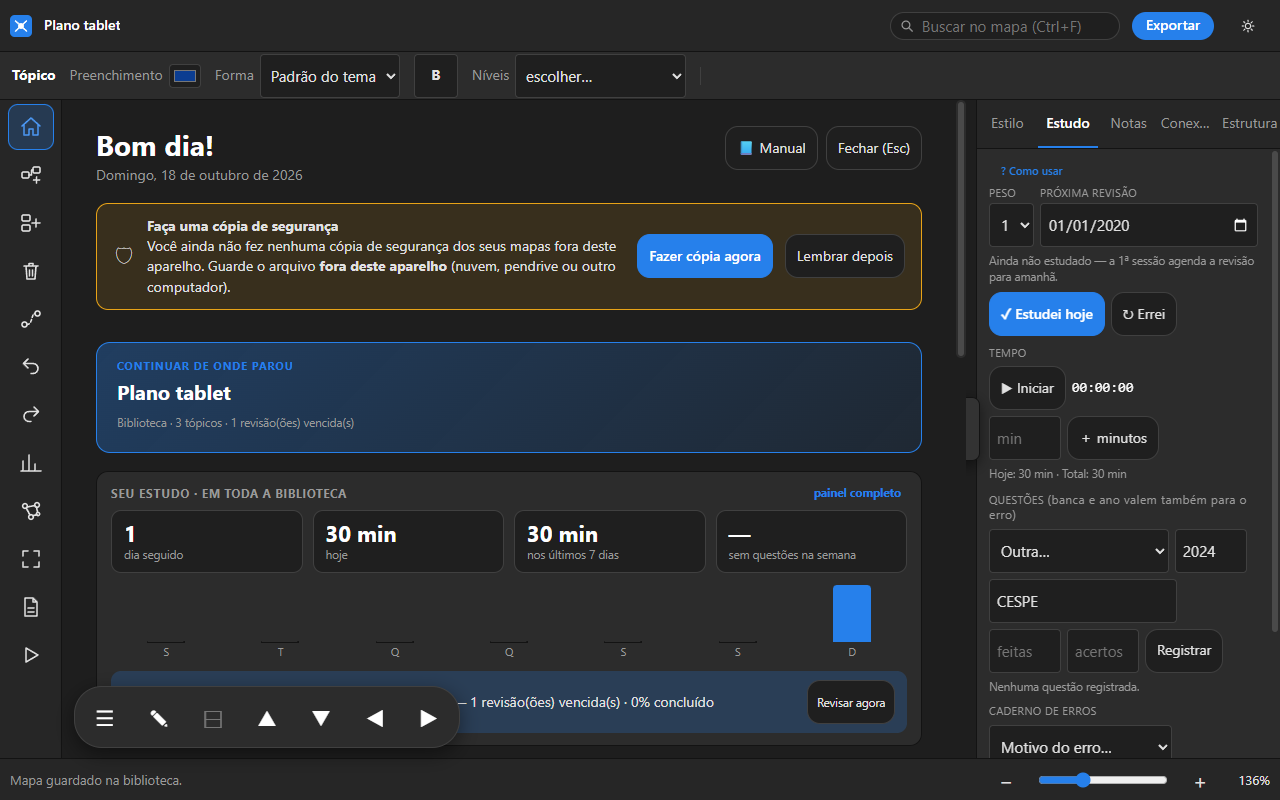 Plano tablet
Buscar no mapa (Ctrl+F)
Exportar
Tópico
Preenchimento
Forma
Padrão do tema
B
Níveis
escolher...
Bom dia!
Domingo, 18 de outubro de 2026
Manual
Fechar (Esc)
Faça uma cópia de segurança
Você ainda não fez nenhuma cópia de segurança dos seus mapas fora deste
aparelho. Guarde o arquivo fora deste aparelho (nuvem, pendrive ou outro
computador).
Fazer cópia agora
Lembrar depois
CONTINUAR DE ONDE PAROU
Plano tablet
Biblioteca · 3 tópicos · 1 revisão(ões) vencida(s)
SEU ESTUDO · EM TODA A BIBLIOTECA
painel completo
1
dia seguido
30 min
hoje
30 min
nos últimos 7 dias
—
sem questões na semana
S
T
Q
Q
S
S
D
— 1 revisão(ões) vencida(s) · 0% concluído
Revisar agora
Estilo
Estudo
Notas
Conex...
Estrutura
? Como usar
PESO
PRÓXIMA REVISÃO
1
01/01/2020
Ainda não estudado — a 1ª sessão agenda a revisão
para amanhã.
✓ Estudei hoje
↻ Errei
TEMPO
▶ Iniciar
00:00:00
min
+ minutos
Hoje: 30 min · Total: 30 min
QUESTÕES (banca e ano valem também para o
erro)
Outra...
2024
CESPE
feitas
acertos
Registrar
Nenhuma questão registrada.
CADERNO DE ERROS
Motivo do erro...
Mapa guardado na biblioteca.
−
+
136%